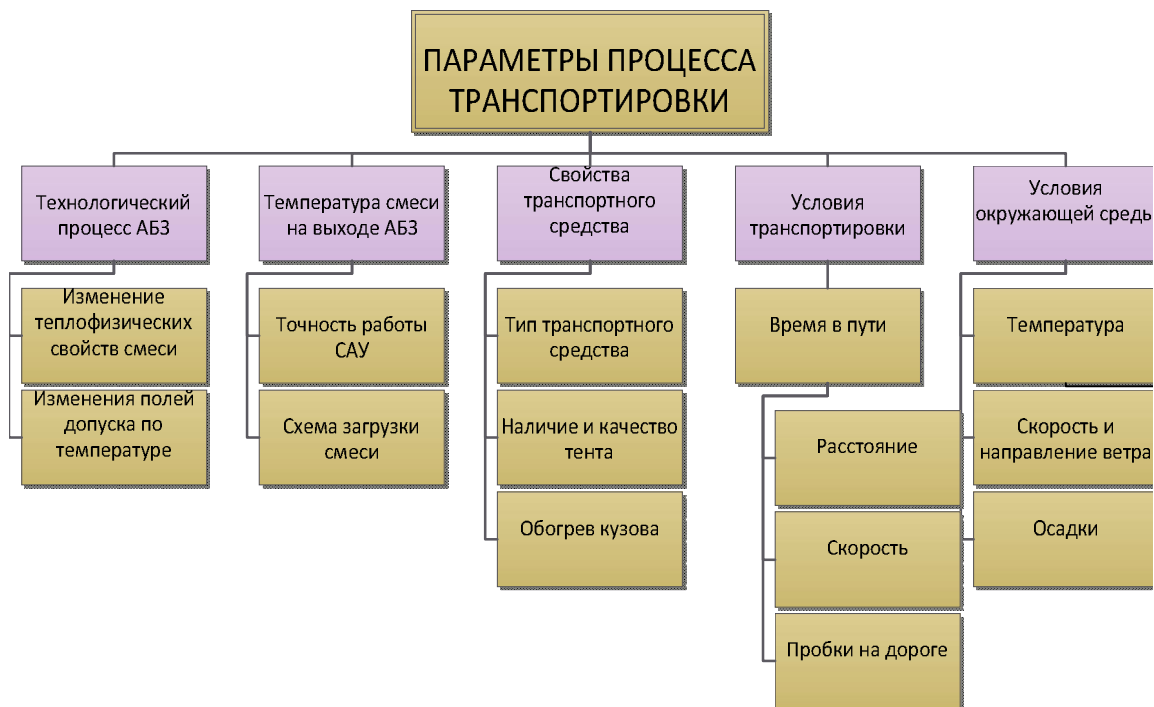 ПАРАМЕТРЫ ПРОЦЕССА
ТРАНСПОРТИРОВКИ
Технологический
процесс АБЗ
Температура смеси
на выходе АБЗ
Свойства
транспортного
средства
Условия
транспортировки
Условия
окружающей средь
Изменение
теплофизических
свойств смеси
Изменения полей
допуска по
температуре
Точность работы
САУ
Схема загрузки
смеси
Тип транспортного
средства
Наличие и качество
тента
Обогрев кузова
Время в пути
Расстояние
Скорость
Пробки на дороге
Температура
Скорость и
направление ветра
Осадки